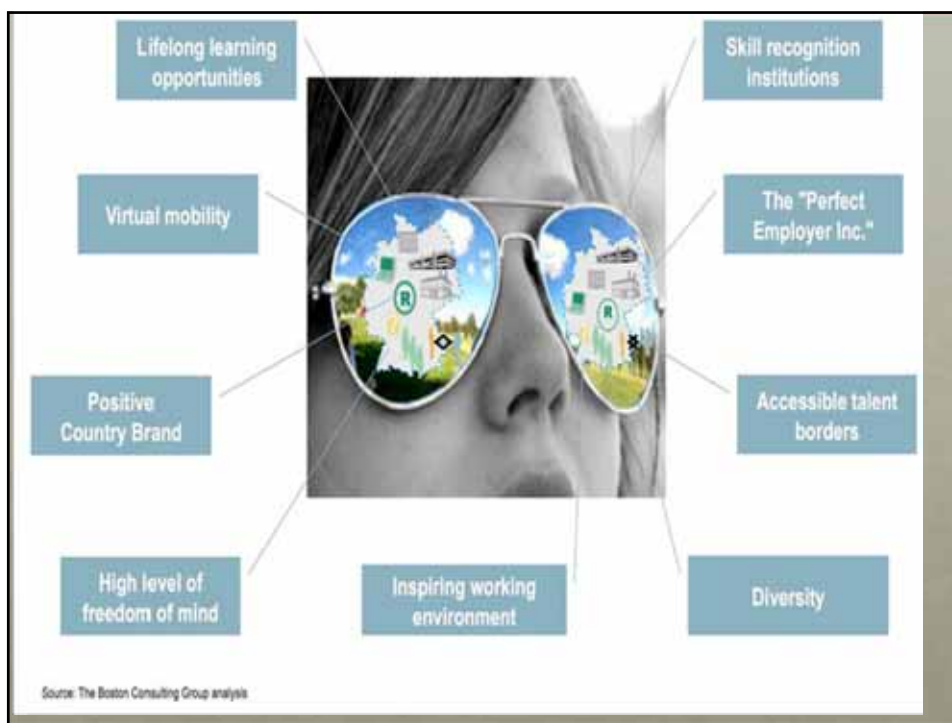 Lifelong learning
opportunities
Skill recognition
institutions
Virtual mobility
The "Perfect
Employer Inc."
R
R
Positive
Country Brand
Accessible talent
borders
High level of
freedom of mind
Inspiring working
environment
Diversity
Source: The Boston Consulting Group analysis